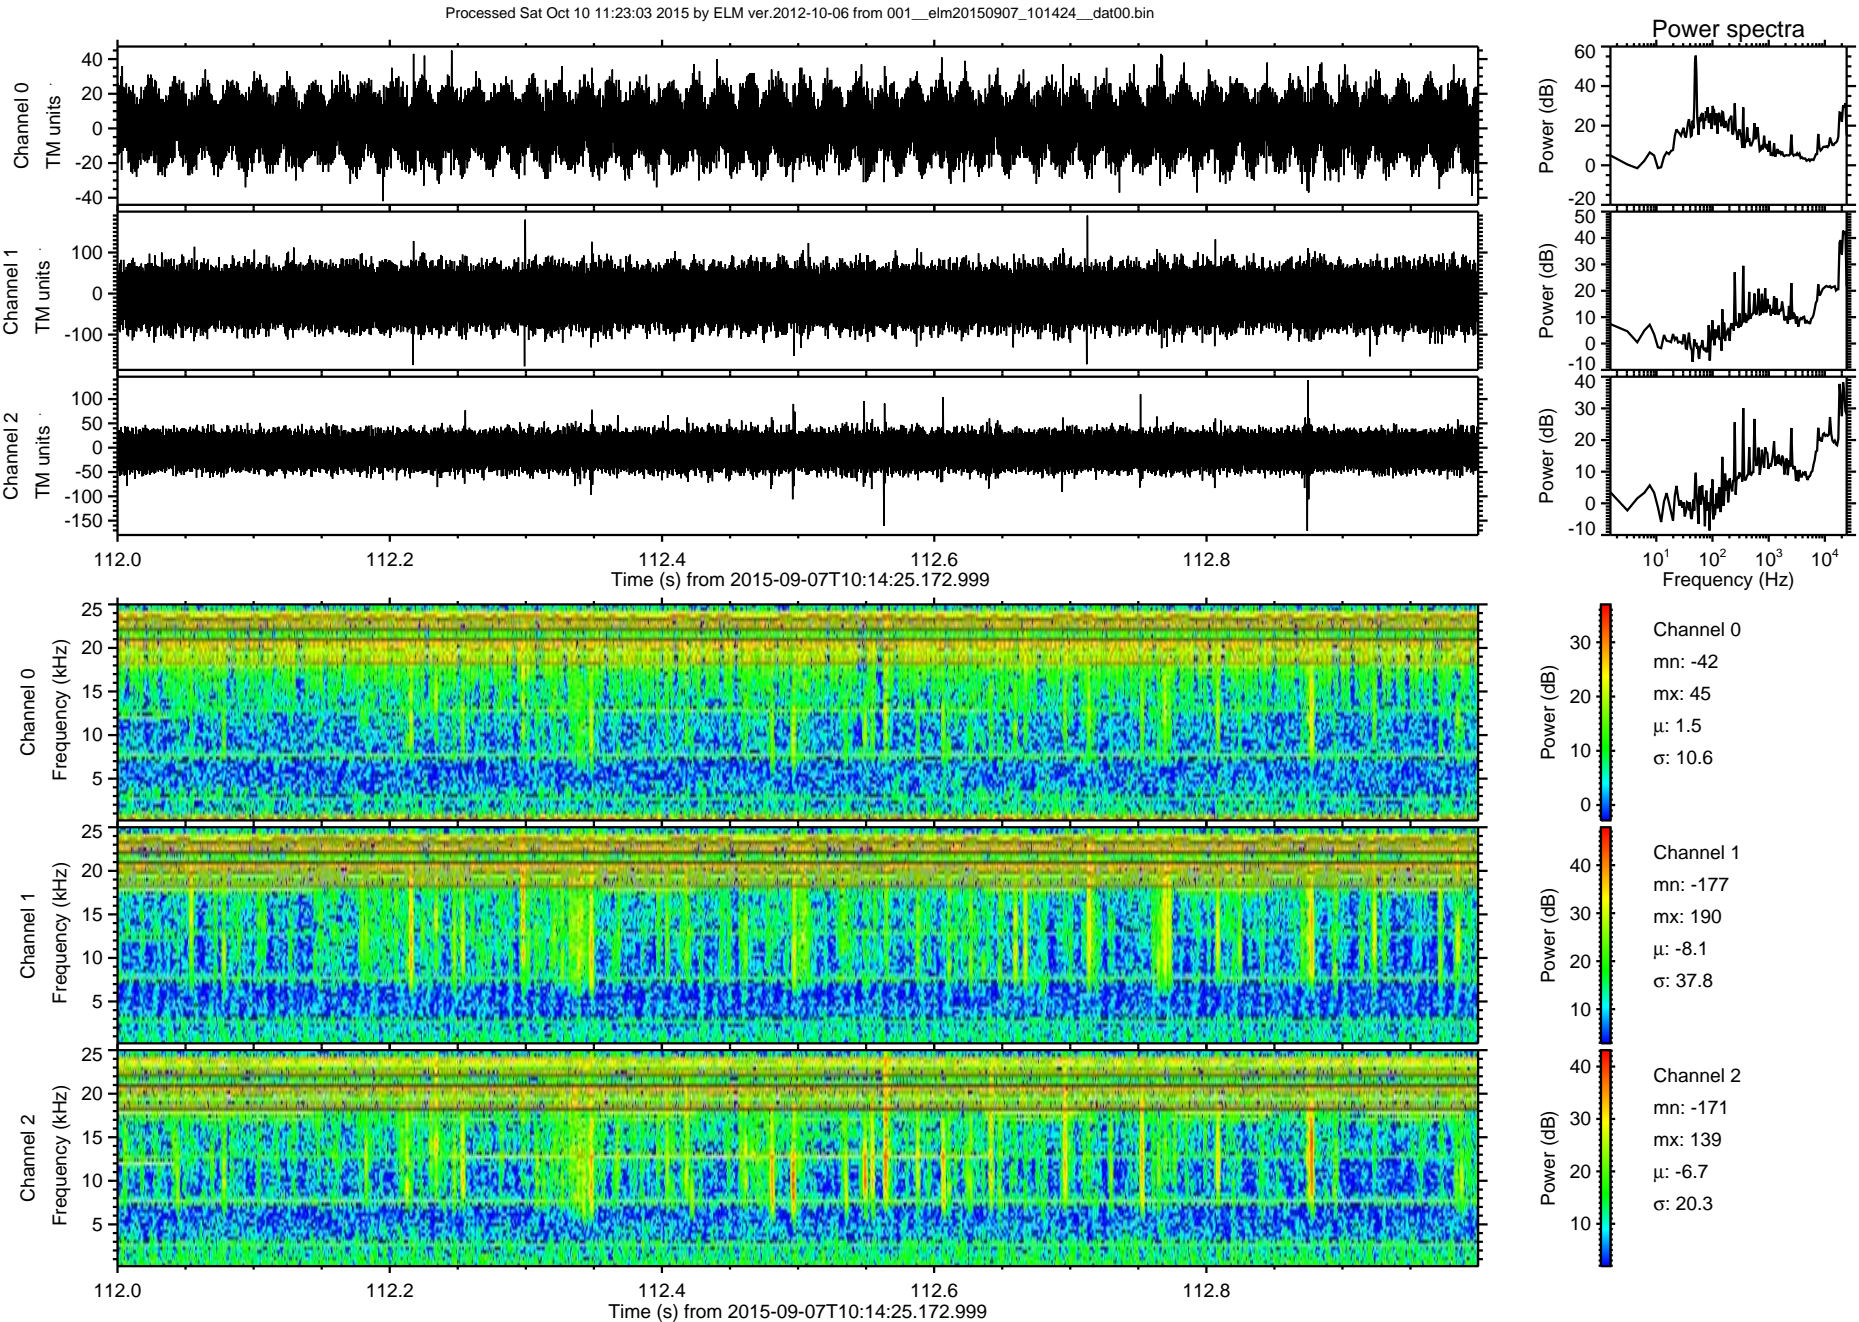 Processed Sat Oct 10 11:23:03 2015 by ELM ver.2012-10-06 from 001__elm20150907_101424__dat00.bin
Power spectra
Channel 0
TM units
40
20
0
-20
-40
Power (dB)
60
40
20
0
-20
Channel 1
TM units
100
0
-100
Power (dB)
50
40
30
20
10
0
-10
Channel 2
TM units
100
50
0
-50
-100
-150
Power (dB)
40
30
20
10
0
-10
112.0 112.2 112.4 112.6 112.8
Time (s) from 2015-09-07T10:14:25.172.999
10^1 10^2 10^3 10^4
Frequency (Hz)
Channel 0
Frequency (kHz)
25
20
15
10
5
Power (dB)
30
20
10
0
Channel 0
mn: -42
mx: 45
µ: 1.5
σ: 10.6
Channel 1
Frequency (kHz)
25
20
15
10
5
Power (dB)
40
30
20
10
Channel 1
mn: -177
mx: 190
µ: -8.1
σ: 37.8
Channel 2
Frequency (kHz)
25
20
15
10
5
Power (dB)
40
30
20
10
Channel 2
mn: -171
mx: 139
µ: -6.7
σ: 20.3
112.0 112.2 112.4 112.6 112.8
Time (s) from 2015-09-07T10:14:25.172.999